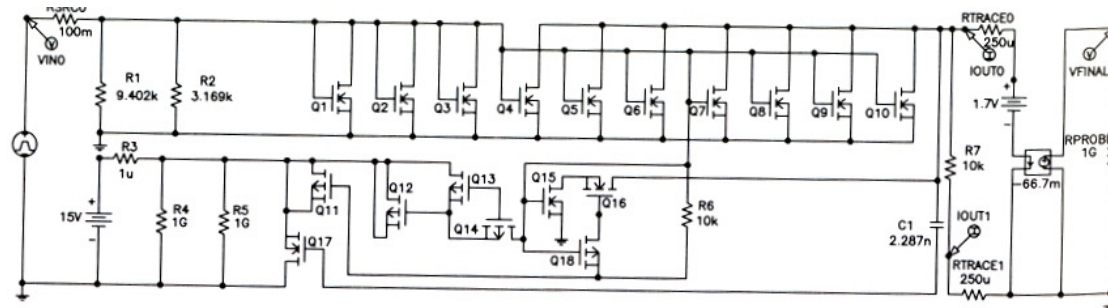 RSRC0
100m
VIN0
R1
9.402k
R2
3.169k
Q1
Q2
Q3
Q4
Q5
Q6
Q7
Q8
Q9
Q10
RTRACE0
250u
IOUT0
1.7V
+
−
VFINAL
RPROBE
1G
−66.7m
R7
10k
R3
1u
15V
+
−
R4
1G
R5
1G
Q11
Q12
Q13
Q14
Q15
Q16
Q17
Q18
R6
10k
C1
2.287n
IOUT1
RTRACE1
250u